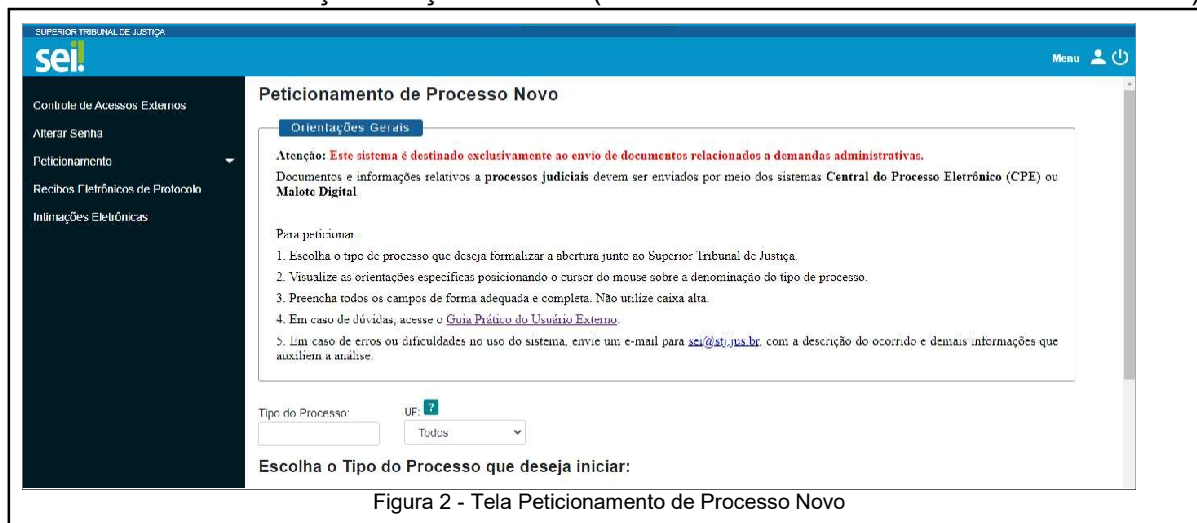 SUPERIOR TRIBUNAL DE JUSTIÇA
sei!
Menu
Controle de Acessos Externos
Alterar Senha
Peticionamento
Recibos Eletrônicos de Protocolo
Intimações Eletrônicas
Peticionamento de Processo Novo
Orientações Gerais
Atenção: Este sistema é destinado exclusivamente ao envio de documentos relacionados a demandas administrativas.
Documentos e informações relativos a processos judiciais devem ser enviados por meio dos sistemas Central do Processo Eletrônico (CPE) ou
Malote Digital.
Para peticionar
1. Escolha o tipo de processo que deseja formalizar a abertura junto ao Superior Tribunal de Justiça.
2. Visualize as orientações específicas posicionando o cursor do mouse sobre a denominação do tipo de processo.
3. Preencha todos os campos de forma adequada e completa. Não utilize caixa alta.
4. Em caso de dúvidas, acesse o Guia Prático do Usuário Externo.
5. Em caso de erros ou dificuldades no uso do sistema, envie um e-mail para sei@stj.jus.br, com a descrição do ocorrido e demais informações que
auxiliem a análise.
Tipo do Processo:
UF: ?
Todos
Escolha o Tipo do Processo que deseja iniciar:
Figura 2 - Tela Peticionamento de Processo Novo